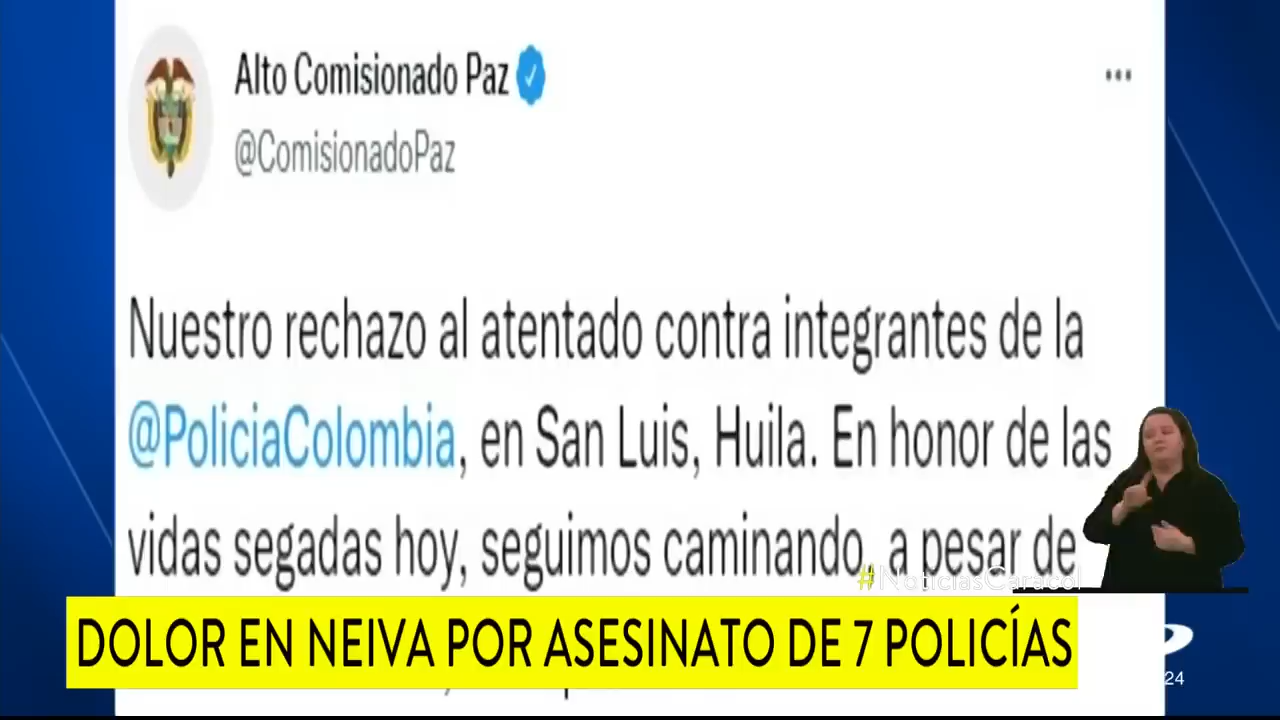 Alto Comisionado Paz
@ComisionadoPaz
Nuestro rechazo al atentado contra integrantes de la
@PoliciaColombia, en San Luis, Huila. En honor de las
vidas segadas hoy, seguimos caminando, a pesar de
#NoticiasCaracol
DOLOR EN NEIVA POR ASESINATO DE 7 POLICÍAS
24